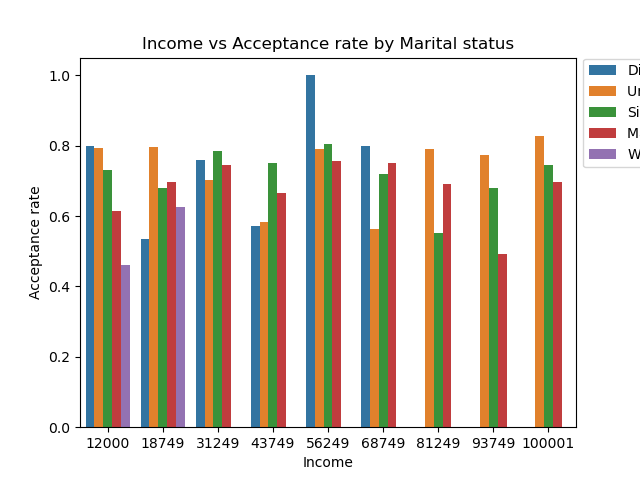 Income vs Acceptance rate by Marital status
Acceptance rate
1.0
0.8
0.6
0.4
0.2
0.0
12000 18749 31249 43749 56249 68749 81249 93749 100001
Income
Di
Un
Si
M
W